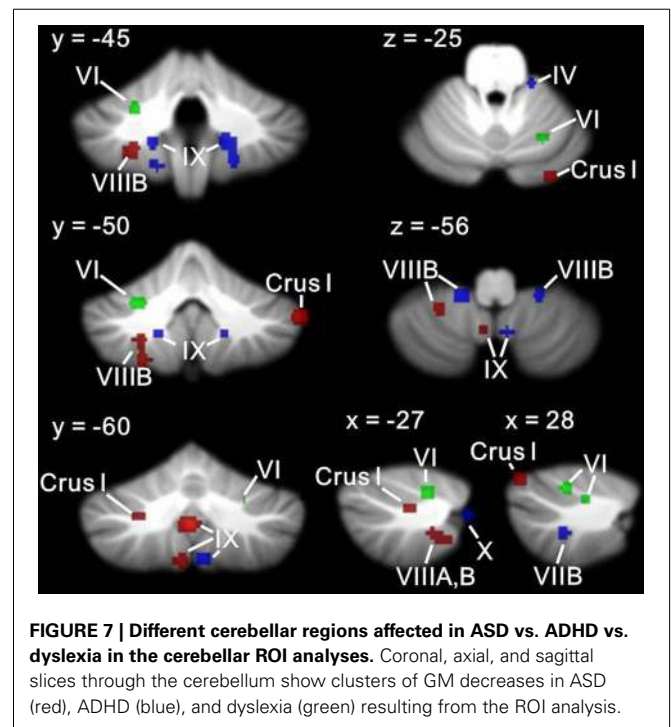 y = -45
z = -25
VI
IV
VI
IX
VIIIB
Crus I
y = -50
z = -56
VI
Crus I
VIIIB
VIIIB
IX
VIIIB
IX
y = -60
x = -27
x = 28
Crus I
VI
Crus I
VI
Crus I
VI
IX
X
VIIIA,B
VIIB
FIGURE 7 | Different cerebellar regions affected in ASD vs. ADHD vs.
dyslexia in the cerebellar ROI analyses. Coronal, axial, and sagittal
slices through the cerebellum show clusters of GM decreases in ASD
(red), ADHD (blue), and dyslexia (green) resulting from the ROI analysis.